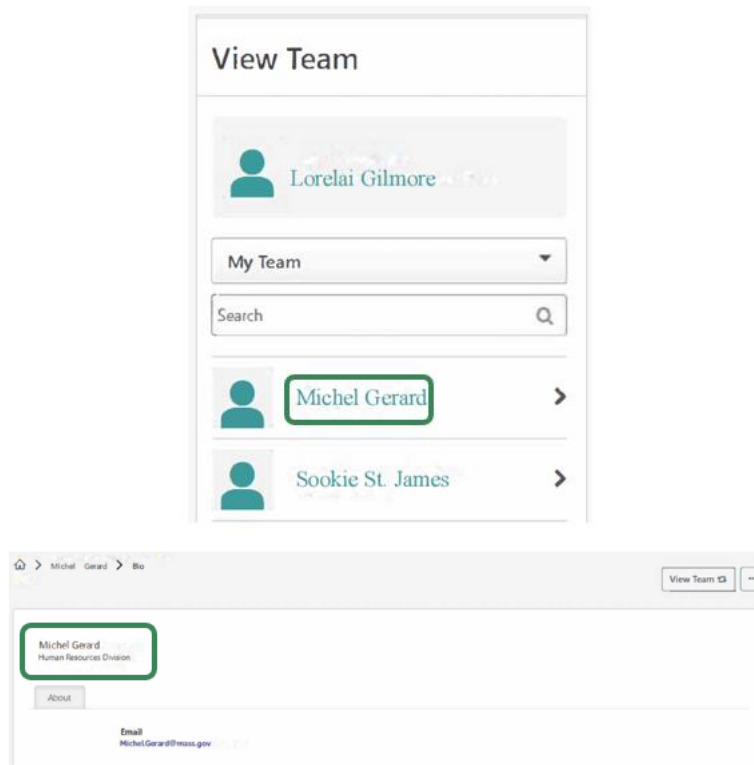 View Team
Lorelai Gilmore
My Team
Search
Michel Gerard
Sookie St. James
Michel Gerard Bio
View Team
Michel Gerard
Human Resources Division
About
Email
Michel.Gerard@mass.gov